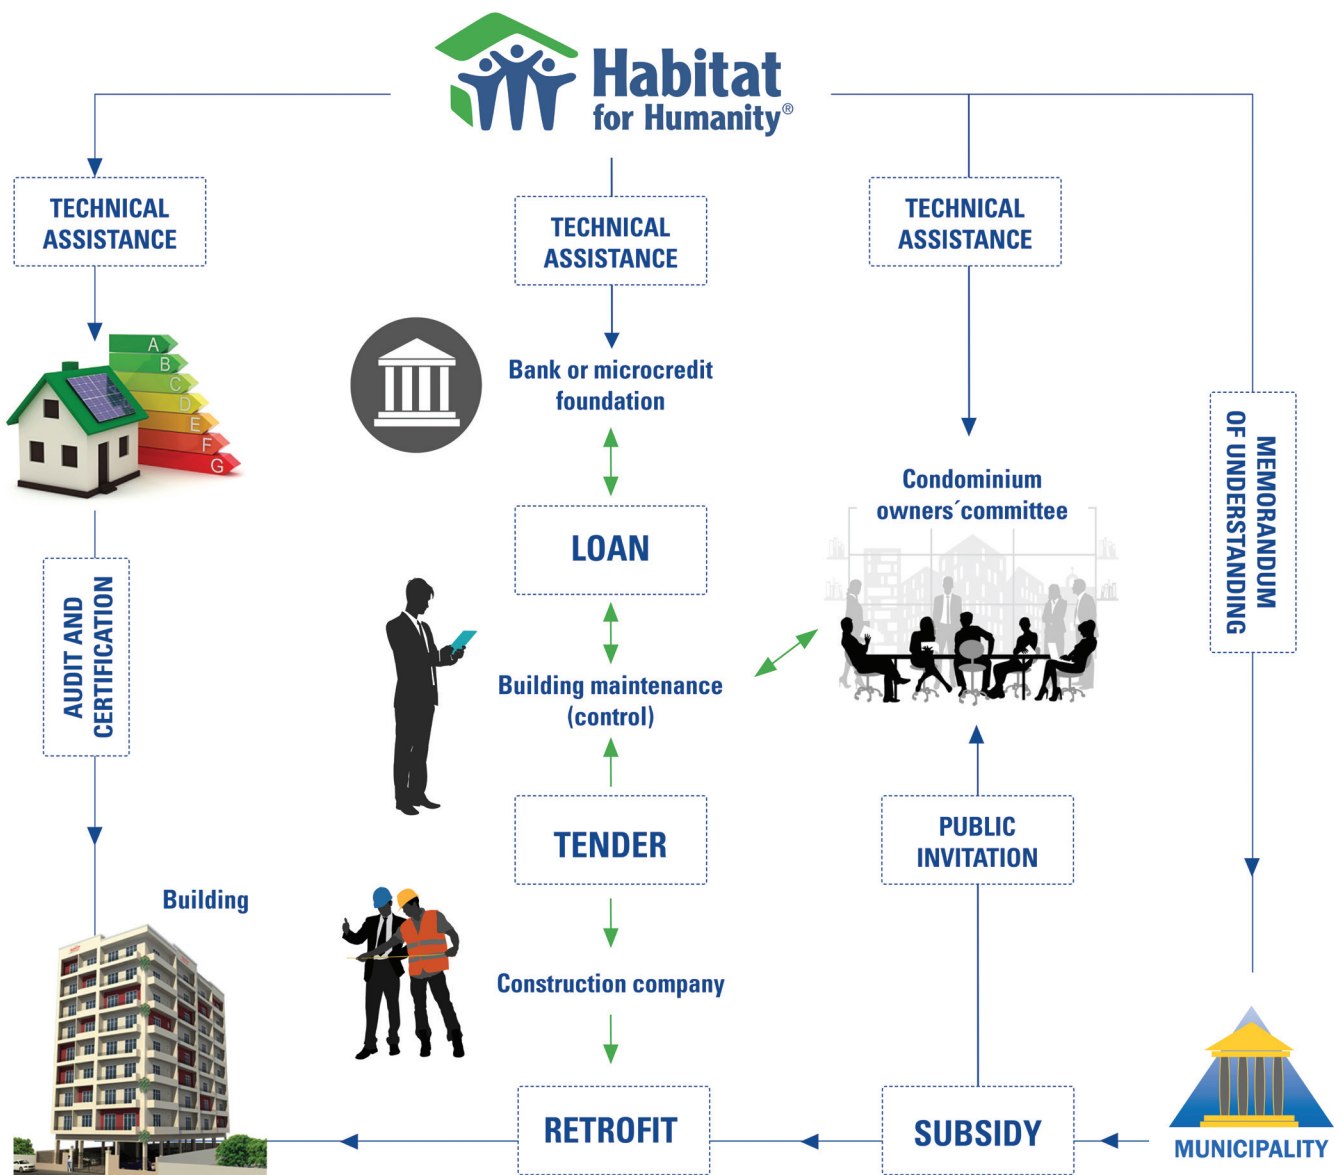 Habitat
for Humanity®
TECHNICAL
ASSISTANCE
TECHNICAL
ASSISTANCE
TECHNICAL
ASSISTANCE
A
B
C
D
E
F
G
Bank or microcredit
foundation
MEMORANDUM
OF UNDERSTANDING
Condominium
owners´committee
LOAN
AUDIT AND
CERTIFICATION
Building maintenance
(control)
TENDER
PUBLIC
INVITATION
Building
Construction company
RETROFIT
SUBSIDY
MUNICIPALITY